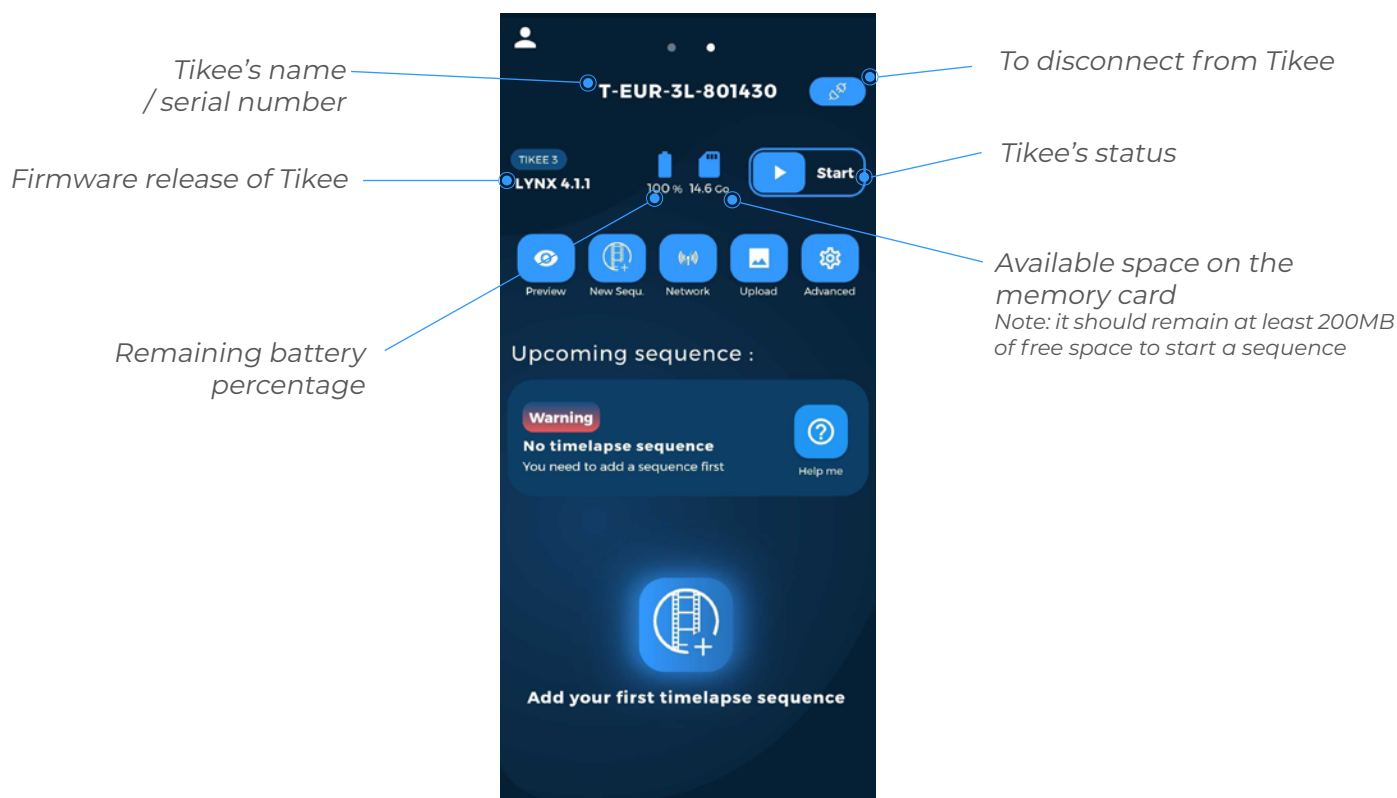 Tikee's name
/ serial number
Firmware release of Tikee
Remaining battery
percentage
T-EUR-3L-801430
TIKEE 3
LYNX 4.1.1
100 %
14.6 Go
Start
Preview
New Sequ.
Network
Upload
Advanced
Upcoming sequence :
Warning
No timelapse sequence
You need to add a sequence first
Help me
Add your first timelapse sequence
To disconnect from Tikee
Tikee's status
Available space on the
memory card
Note: it should remain at least 200MB
of free space to start a sequence